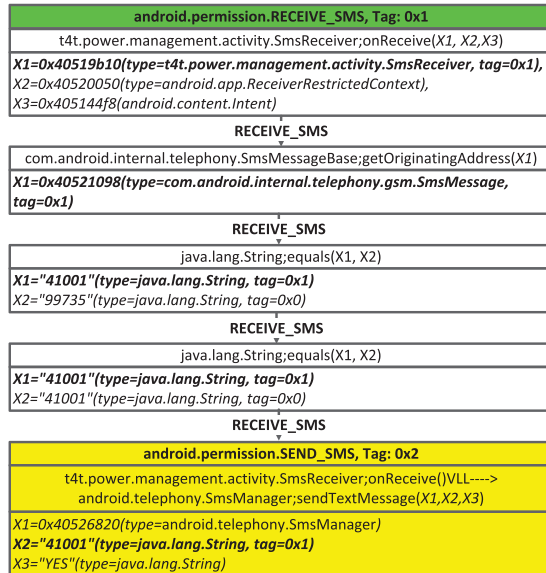 android.permission.RECEIVE_SMS, Tag: 0x1
t4t.power.management.activity.SmsReceiver;onReceive(X1, X2,X3)
X1=0x40519b10(type=t4t.power.management.activity.SmsReceiver, tag=0x1),
X2=0x40520050(type=android.app.ReceiverRestrictedContext),
X3=0x405144f8(android.content.Intent)
RECEIVE_SMS
com.android.internal.telephony.SmsMessageBase;getOriginatingAddress(X1)
X1=0x40521098(type=com.android.internal.telephony.gsm.SmsMessage,
tag=0x1)
RECEIVE_SMS
java.lang.String;equals(X1, X2)
X1="41001"(type=java.lang.String, tag=0x1)
X2="99735"(type=java.lang.String, tag=0x0)
RECEIVE_SMS
java.lang.String;equals(X1, X2)
X1="41001"(type=java.lang.String, tag=0x1)
X2="41001"(type=java.lang.String, tag=0x0)
RECEIVE_SMS
android.permission.SEND_SMS, Tag: 0x2
t4t.power.management.activity.SmsReceiver;onReceive()VLL---->
android.telephony.SmsManager;sendTextMessage(X1,X2,X3)
X1=0x40526820(type=android.telephony.SmsManager)
X2="41001"(type=java.lang.String, tag=0x1)
X3="YES"(type=java.lang.String)